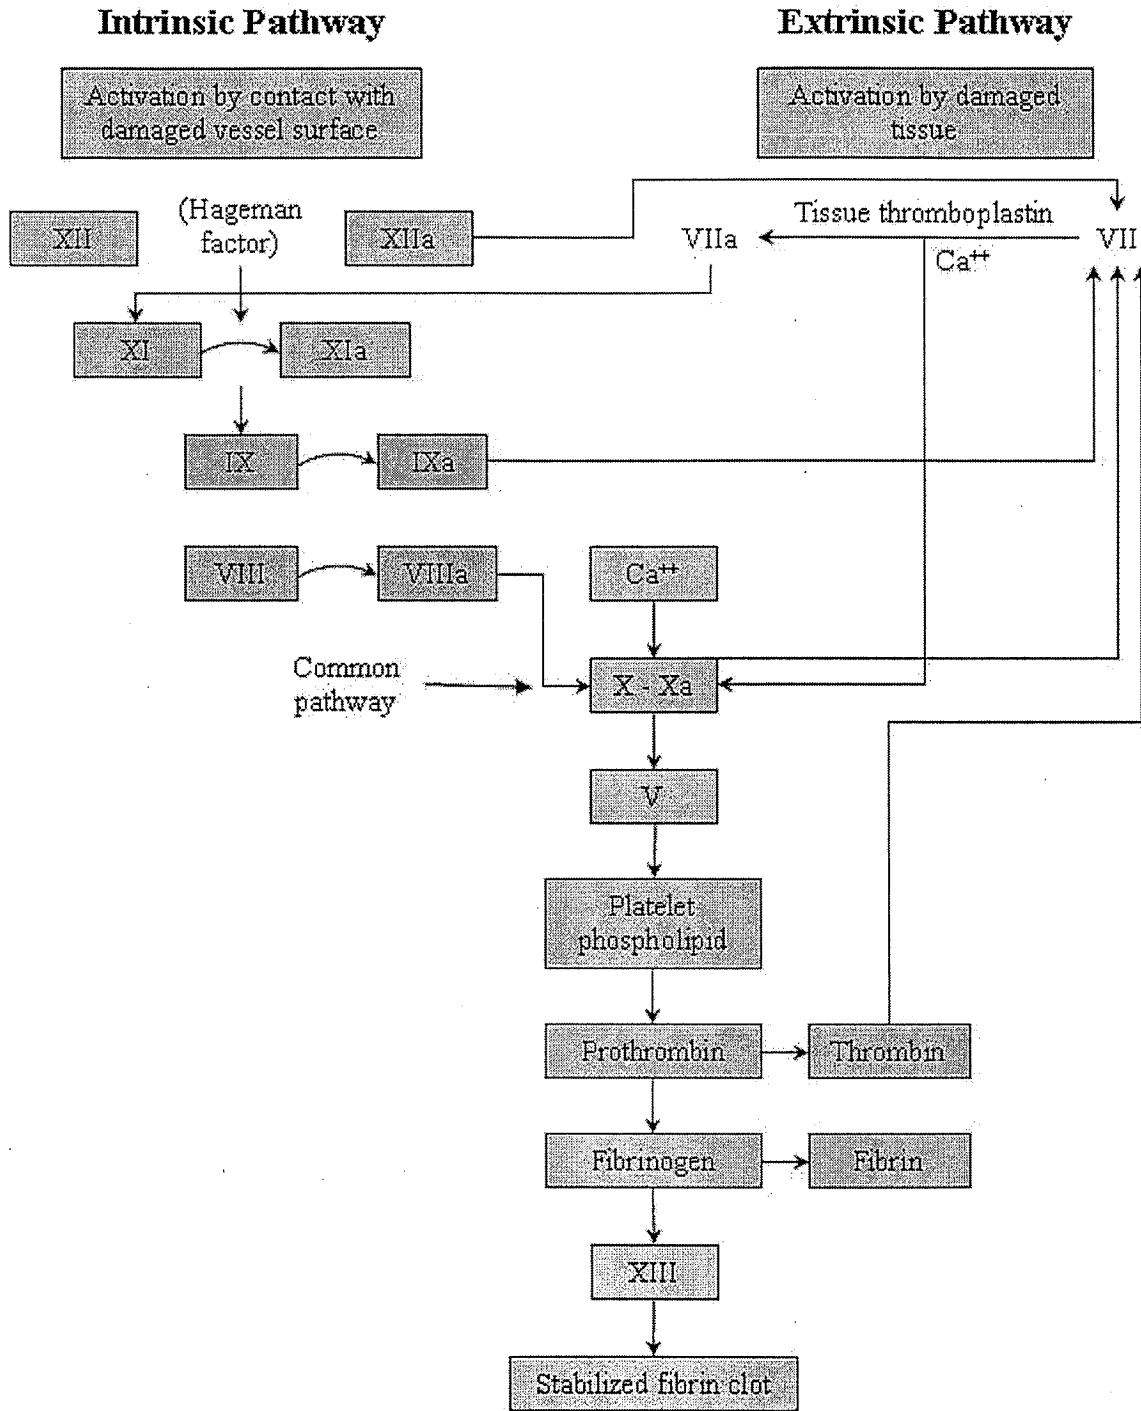 Intrinsic Pathway
Extrinsic Pathway
Activation by contact with
damaged vessel surface
Activation by damaged
tissue
XII
(Hageman
factor)
XIIa
VIIa
Tissue thromboplastin
Ca⁺⁺
VII
XI
XIa
IX
IXa
VIII
VIIIa
Ca⁺⁺
Common
pathway
X - Xa
V
Platelet
phospholipid
Prothrombin
Thrombin
Fibrinogen
Fibrin
XIII
Stabilized fibrin clot